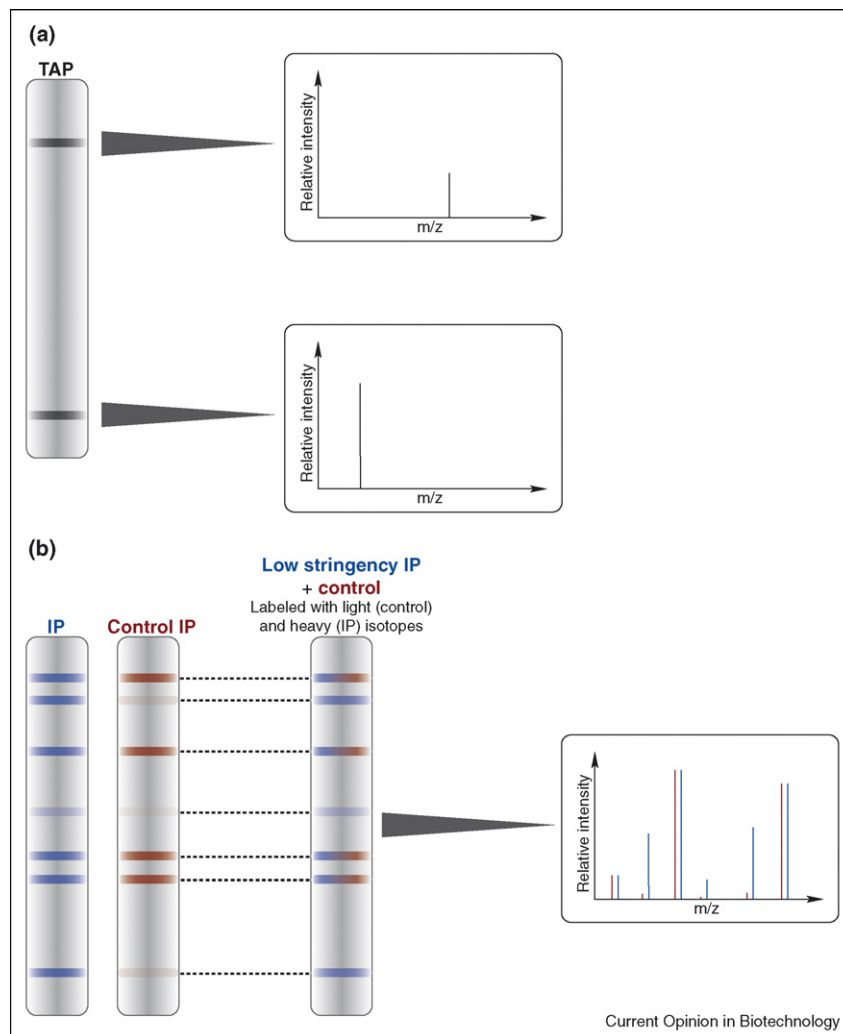 (a)
TAP
Relative intensity
m/z
Relative intensity
m/z
(b)
Low stringency IP
+ control
Labeled with light (control)
and heavy (IP) isotopes
IP
Control IP
Relative intensity
m/z
Current Opinion in Biotechnology